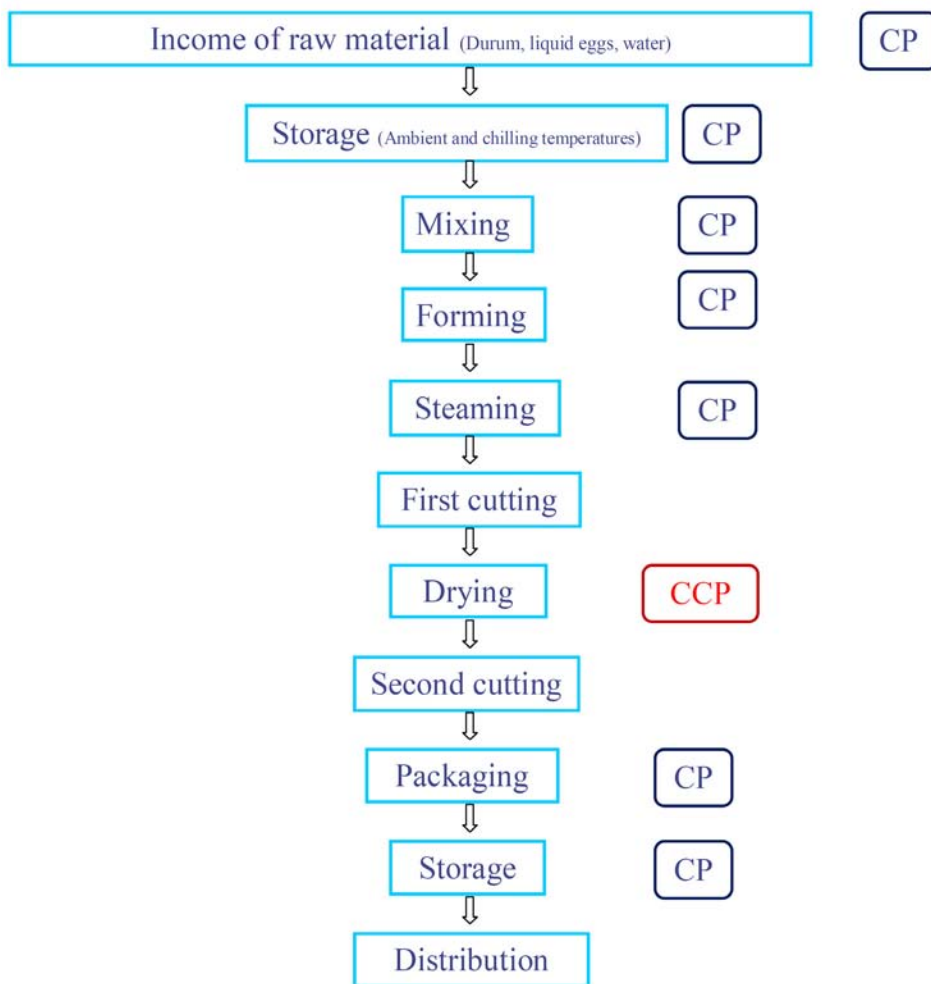 Income of raw material (Durum, liquid eggs, water) CP
Storage (Ambient and chilling temperatures) CP
Mixing CP
Forming CP
Steaming CP
First cutting
Drying CCP
Second cutting
Packaging CP
Storage CP
Distribution